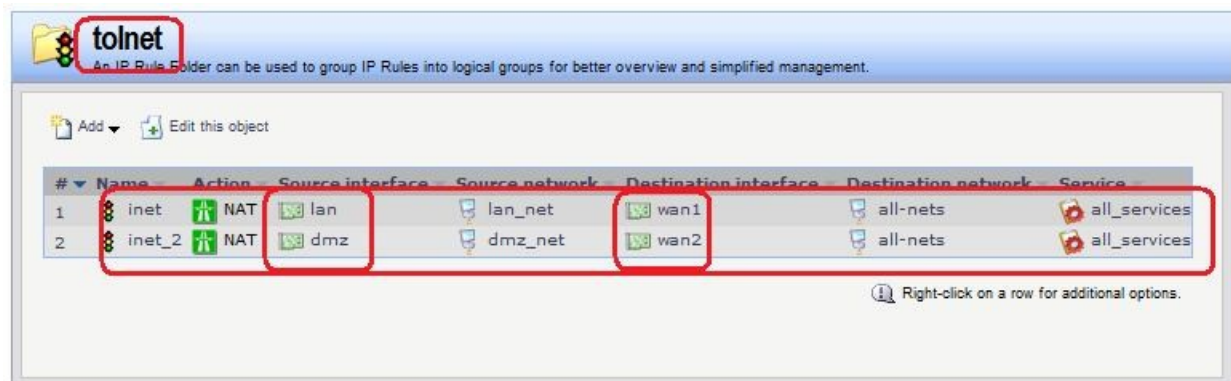 tolnet
An IP Rule Folder can be used to group IP Rules into logical groups for better overview and simplified management.
Add Edit this object
# Name Action Source interface Source network Destination interface Destination network Service
1 inet NAT lan lan_net wan1 all-nets all_services
2 inet_2 NAT dmz dmz_net wan2 all-nets all_services
Right-click on a row for additional options.